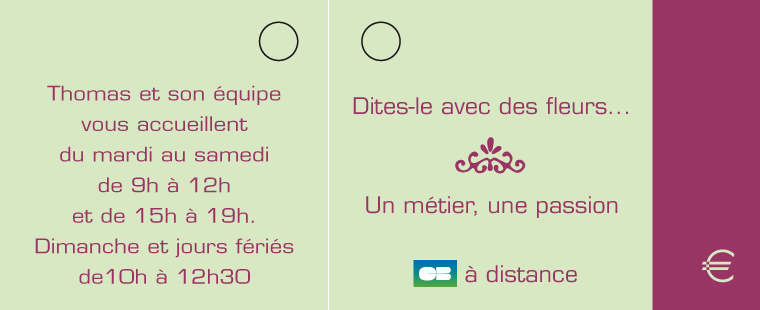 Thomas et son équipe
vous accueillent
du mardi au samedi
de 9h à 12h
et de 15h à 19h.
Dimanche et jours fériés
de10h à 12h30
Dites-le avec des fleurs...
Un métier, une passion
CB à distance
€